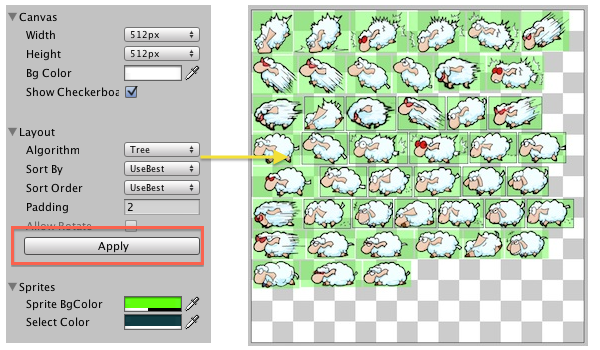 Canvas
Width 512px
Height 512px
Bg Color
Show Checkerboa
Layout
Algorithm Tree
Sort By UseBest
Sort Order UseBest
Padding 2
Allow Rotate
Apply
Sprites
Sprite BgColor
Select Color